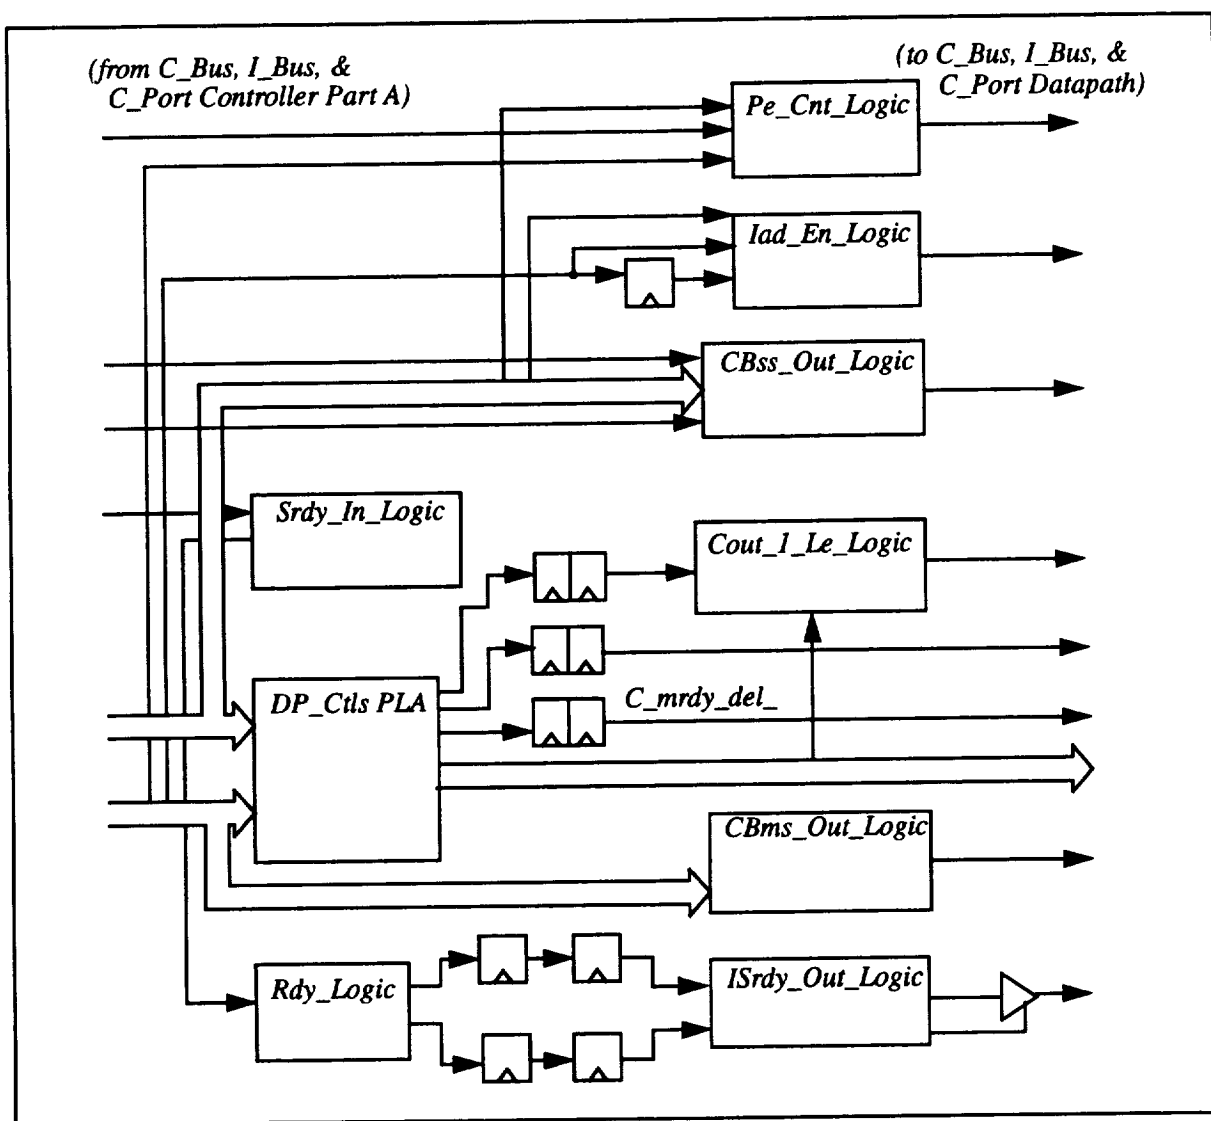 (from C_Bus, I_Bus, &
C_Port Controller Part A)
(to C_Bus, I_Bus, &
C_Port Datapath)
Pe_Cnt_Logic
Iad_En_Logic
CBss_Out_Logic
Srdy_In_Logic
Cout_1_Le_Logic
DP_Ctls PLA
C_mrdy_del_
CBms_Out_Logic
Rdy_Logic
ISrdy_Out_Logic